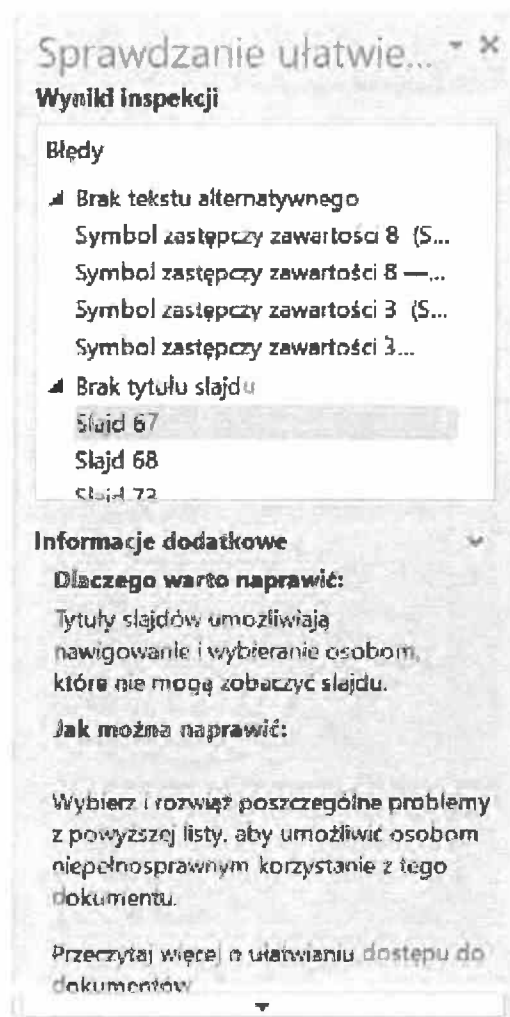 Sprawdzanie ułatwie...
Wyniki inspekcji
Błędy
Brak tekstu alternatywnego
Symbol zastępczy zawartości 8 (S...
Symbol zastępczy zawartości 8 —...
Symbol zastępczy zawartości 3 (S...
Symbol zastępczy zawartości 3...
Brak tytułu slajdu
Slajd 67
Slajd 68
Slajd 73
Informacje dodatkowe
Dlaczego warto naprawić:
Tytuły slajdów umożliwiają
nawigowanie i wybieranie osobom,
które nie mogą zobaczyć slajdu.
Jak można naprawić:
Wybierz i rozwiąż poszczególne problemy
z powyższej listy, aby umożliwić osobom
niepełnosprawnym korzystanie z tego
dokumentu.
Przeczytaj więcej o ułatwianiu dostępu do
dokumentów